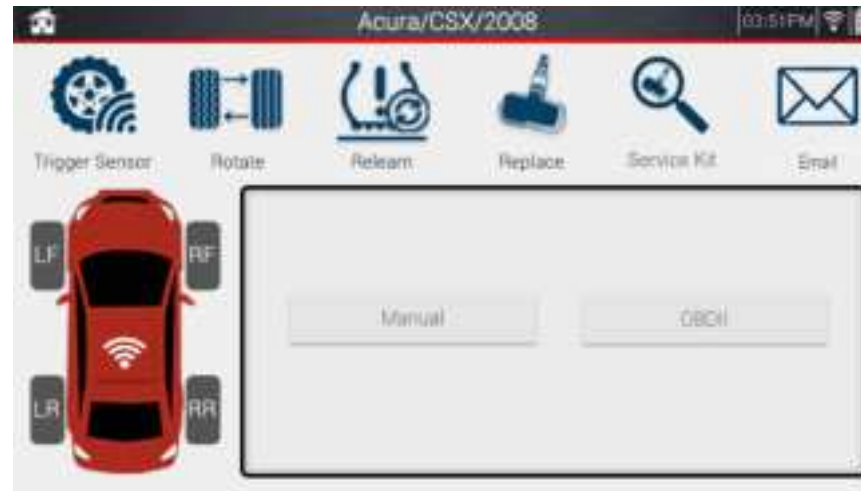 Acura/CSX/2008
03:51PM
Trigger Sensor
Rotate
Relearn
Replace
Service Kit
Email
LF
RF
Manual
OBDII
LR
RR